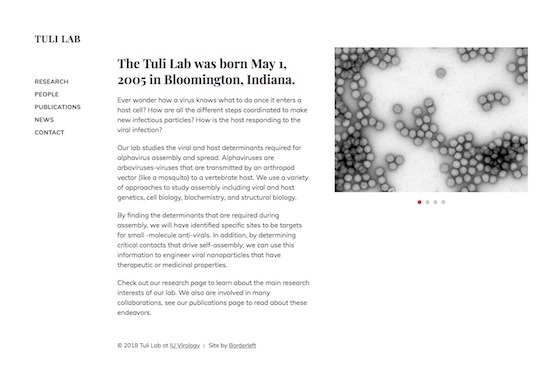 TULI LAB
RESEARCH
PEOPLE
PUBLICATIONS
NEWS
CONTACT
The Tuli Lab was born May 1,
2005 in Bloomington, Indiana.
Ever wonder how a virus knows what to do once it enters a
host cell? How are all the different steps coordinated to make
new infectious particles? How is the host responding to the
viral infection?
Our lab studies the viral and host determinants required for
alphavirus assembly and spread. Alphaviruses are
arboviruses-viruses that are transmitted by an arthropod
vector (like a mosquito) to a vertebrate host. We use a variety
of approaches to study assembly including viral and host
genetics, cell biology, biochemistry, and structural biology.
By finding the determinants that are required during
assembly, we will have identified specific sites to be targets
for small -molecule anti-virals. In addition, by determining
critical contacts that drive self-assembly, we can use this
information to engineer viral nanoparticles that have
therapeutic or medicinal properties.
Check out our research page to learn about the main research
interests of our lab. We also are involved in many
collaborations, see our publications page to read about these
endeavors.
© 2018 Tuli Lab at IU Virology | Site by Borderleft